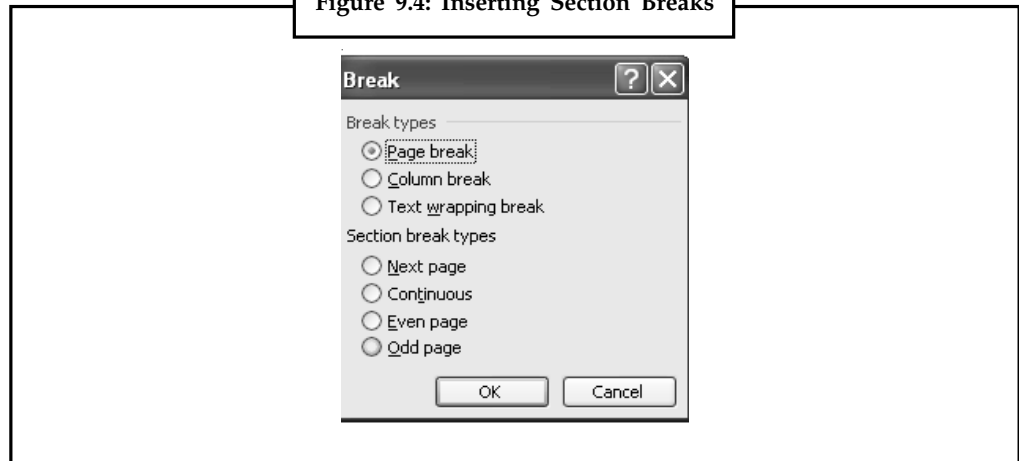 Figure 9.4: Inserting Section Breaks
Break
Break types
Page break
Column break
Text wrapping break
Section break types
Next page
Continuous
Even page
Odd page
OK Cancel